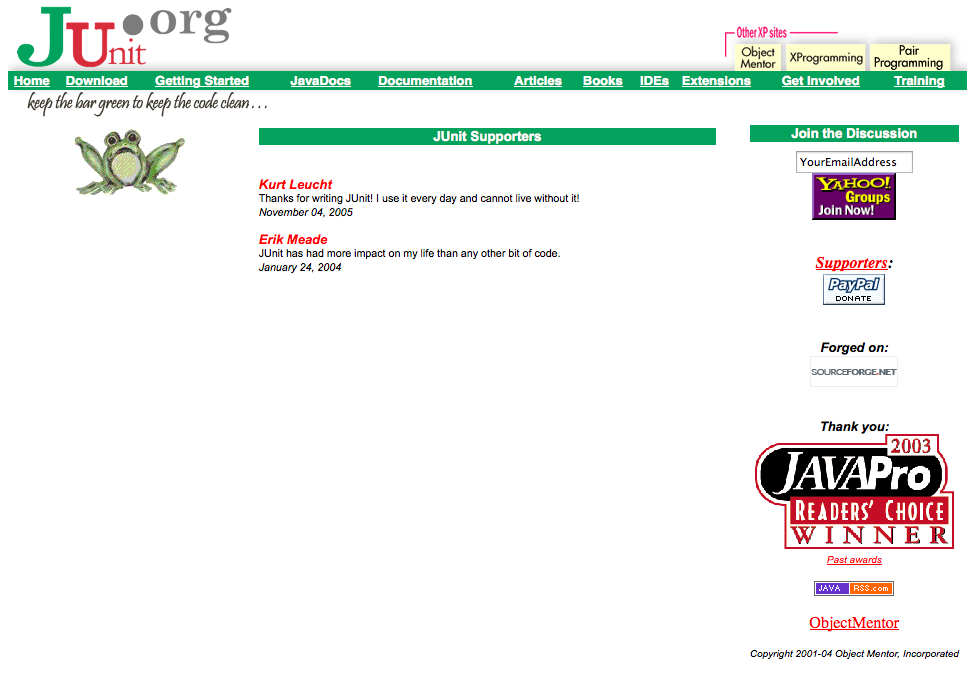 JUnit.org
Other XP sites
Object Mentor
XProgramming
Pair Programming
Home Download Getting Started JavaDocs Documentation Articles Books IDEs Extensions Get Involved Training
keep the bar green to keep the code clean . . .
JUnit Supporters
Kurt Leucht
Thanks for writing JUnit! I use it every day and cannot live without it!
November 04, 2005
Erik Meade
JUnit has had more impact on my life than any other bit of code.
January 24, 2004
Join the Discussion
YourEmailAddress
YAHOO!
Groups
Join Now!
Supporters:
PayPal
DONATE
Forged on:
SOURCEFORGE.NET
Thank you:
2003
JAVAPro
READERS' CHOICE
WINNER
Past awards
JAVA RSS.com
ObjectMentor
Copyright 2001-04 Object Mentor, Incorporated